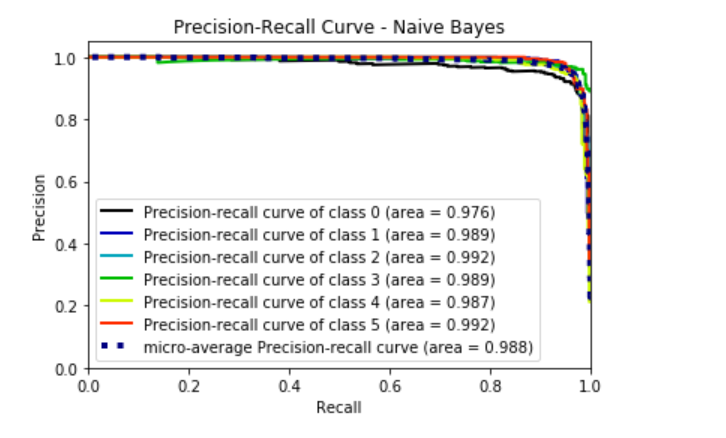 Precision-Recall Curve - Naive Bayes
1.0
0.8
0.6
0.4
0.2
0.0
Precision
Precision-recall curve of class 0 (area = 0.976)
Precision-recall curve of class 1 (area = 0.989)
Precision-recall curve of class 2 (area = 0.992)
Precision-recall curve of class 3 (area = 0.989)
Precision-recall curve of class 4 (area = 0.987)
Precision-recall curve of class 5 (area = 0.992)
micro-average Precision-recall curve (area = 0.988)
0.0 0.2 0.4 0.6 0.8 1.0
Recall